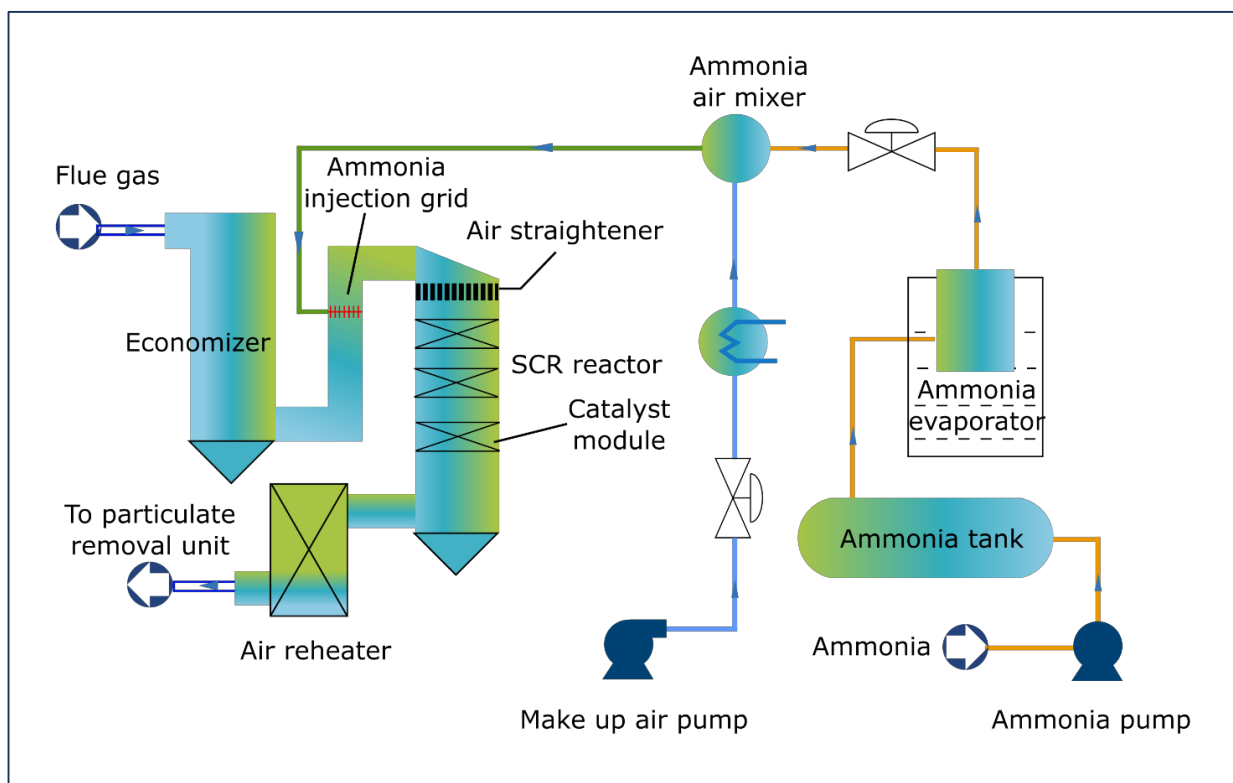 Ammonia
air mixer
Flue gas
Ammonia
injection grid
Air straightener
Economizer
SCR reactor
Catalyst
module
Ammonia
evaporator
To particulate
removal unit
Ammonia tank
Air reheater
Ammonia
Make up air pump
Ammonia pump